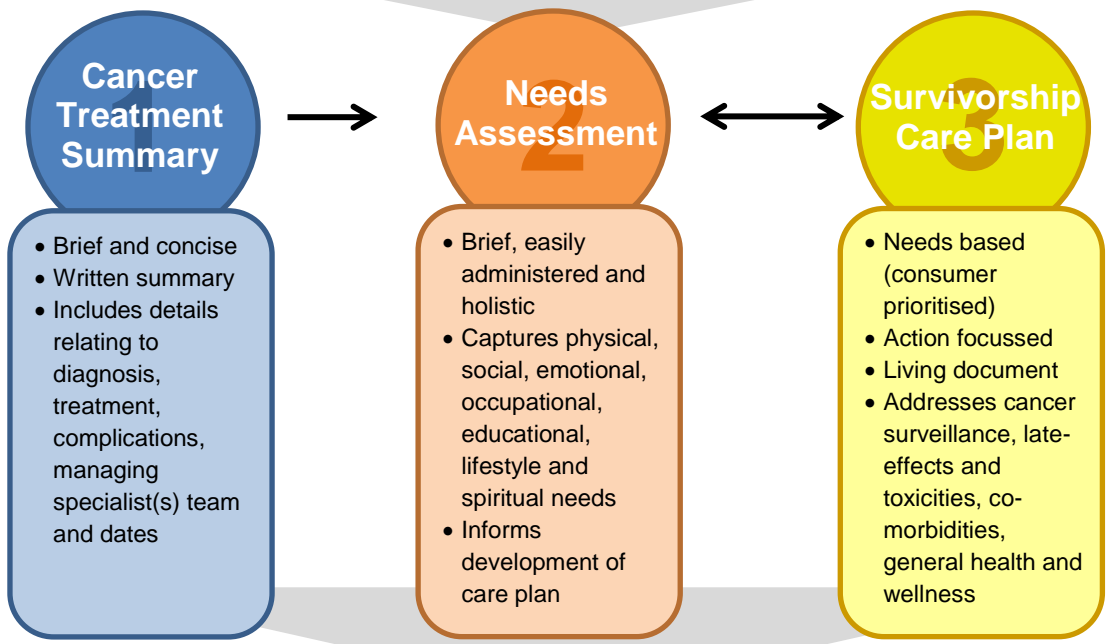 1
Cancer
Treatment
Summary
• Brief and concise
• Written summary
• Includes details
relating to
diagnosis,
treatment,
complications,
managing
specialist(s) team
and dates
2
Needs
Assessment
• Brief, easily
administered and
holistic
• Captures physical,
social, emotional,
occupational,
educational,
lifestyle and
spiritual needs
• Informs
development of
care plan
3
Survivorship
Care Plan
• Needs based
(consumer
prioritised)
• Action focussed
• Living document
• Addresses cancer
surveillance, late-
effects and
toxicities, co-
morbidities,
general health and
wellness